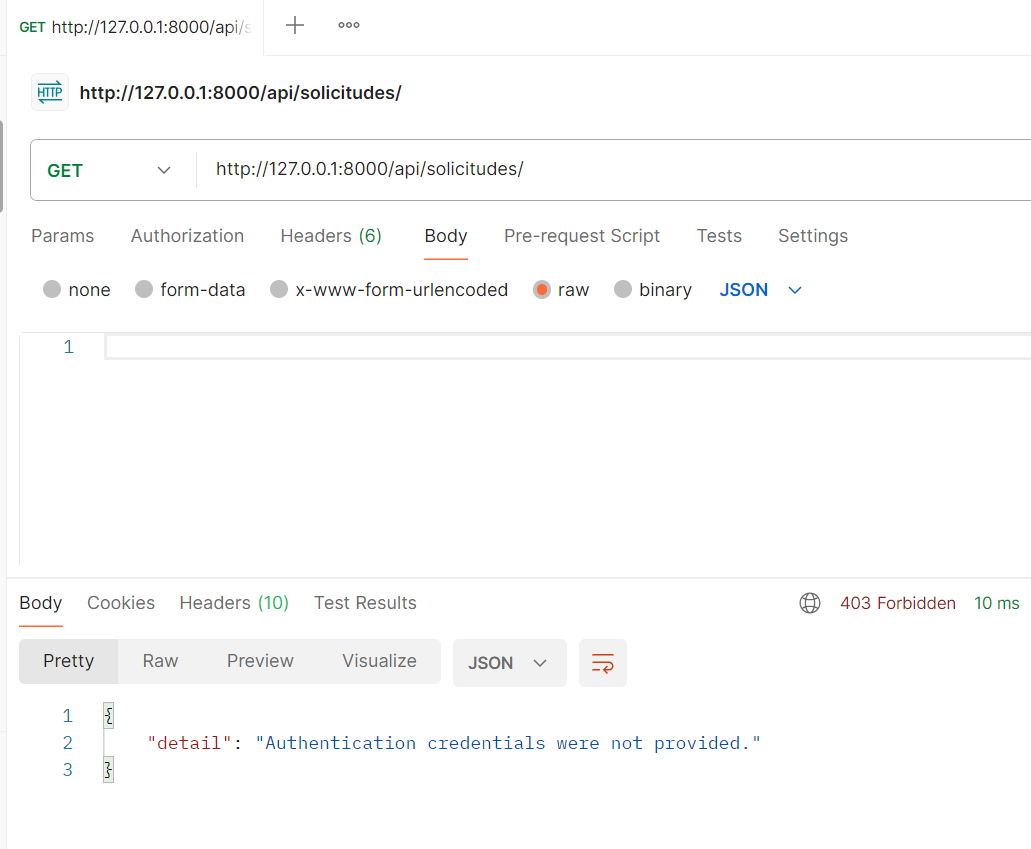 GET http://127.0.0.1:8000/api/s
HTTP http://127.0.0.1:8000/api/solicitudes/
GET http://127.0.0.1:8000/api/solicitudes/
Params Authorization Headers (6) Body Pre-request Script Tests Settings
none form-data x-www-form-urlencoded raw binary JSON
1
Body Cookies Headers (10) Test Results 403 Forbidden 10 ms
Pretty Raw Preview Visualize JSON
1 {
2 "detail": "Authentication credentials were not provided."
3 }